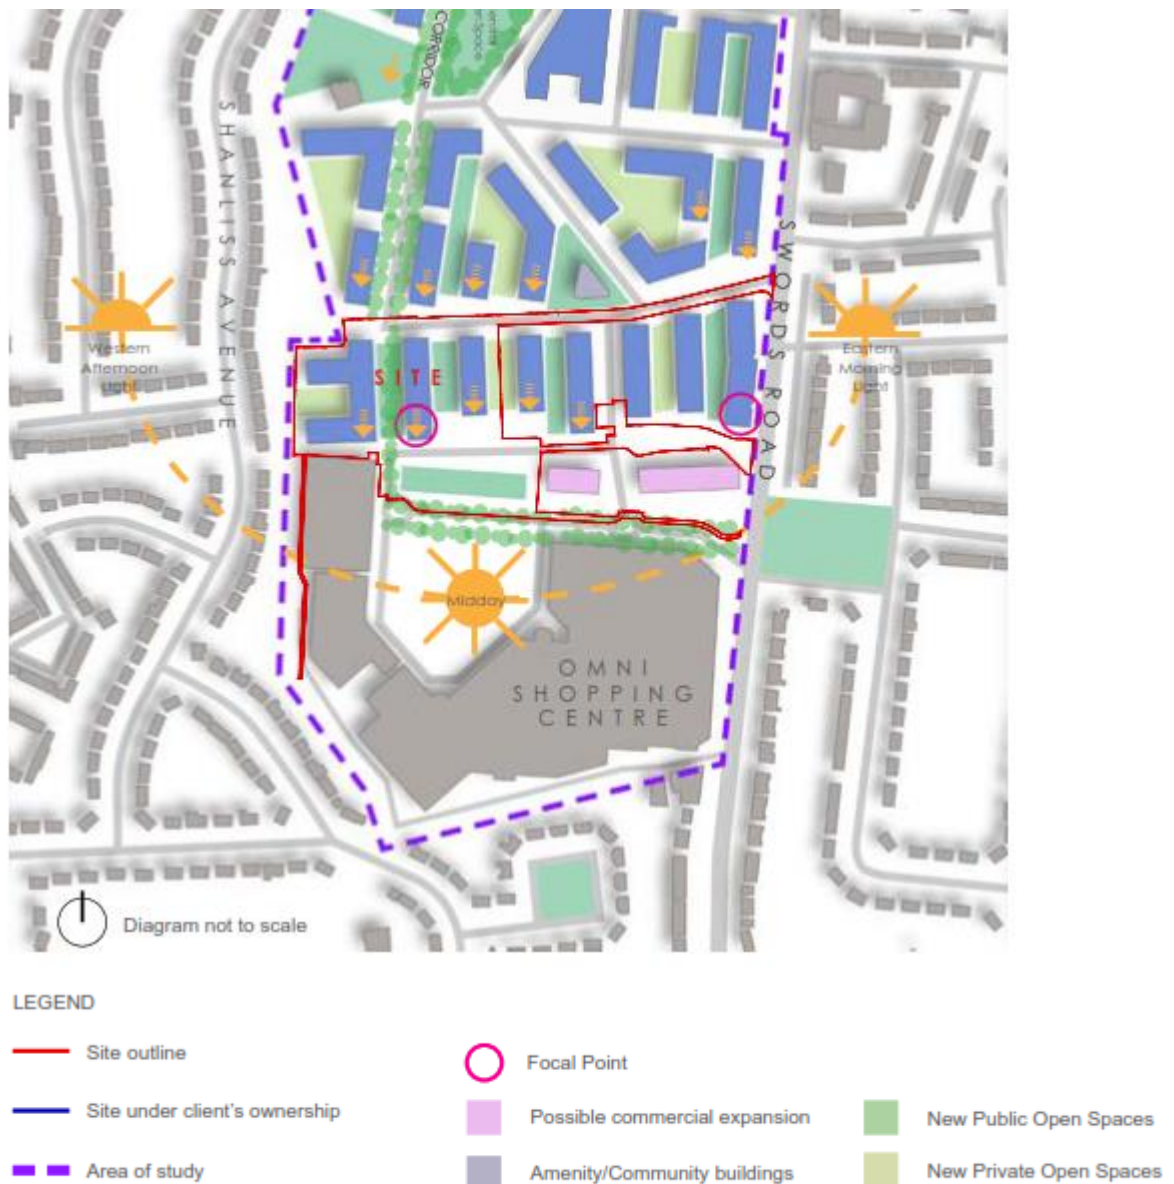 CORRIDOR
SHANLISS AVENUE
SWORDS ROAD
Western
Afternoon
Light
Eastern
Morning
Light
SITE
Midday
OMNI
SHOPPING
CENTRE
Diagram not to scale
LEGEND
Site outline
Focal Point
Site under client's ownership
Possible commercial expansion
New Public Open Spaces
Area of study
Amenity/Community buildings
New Private Open Spaces